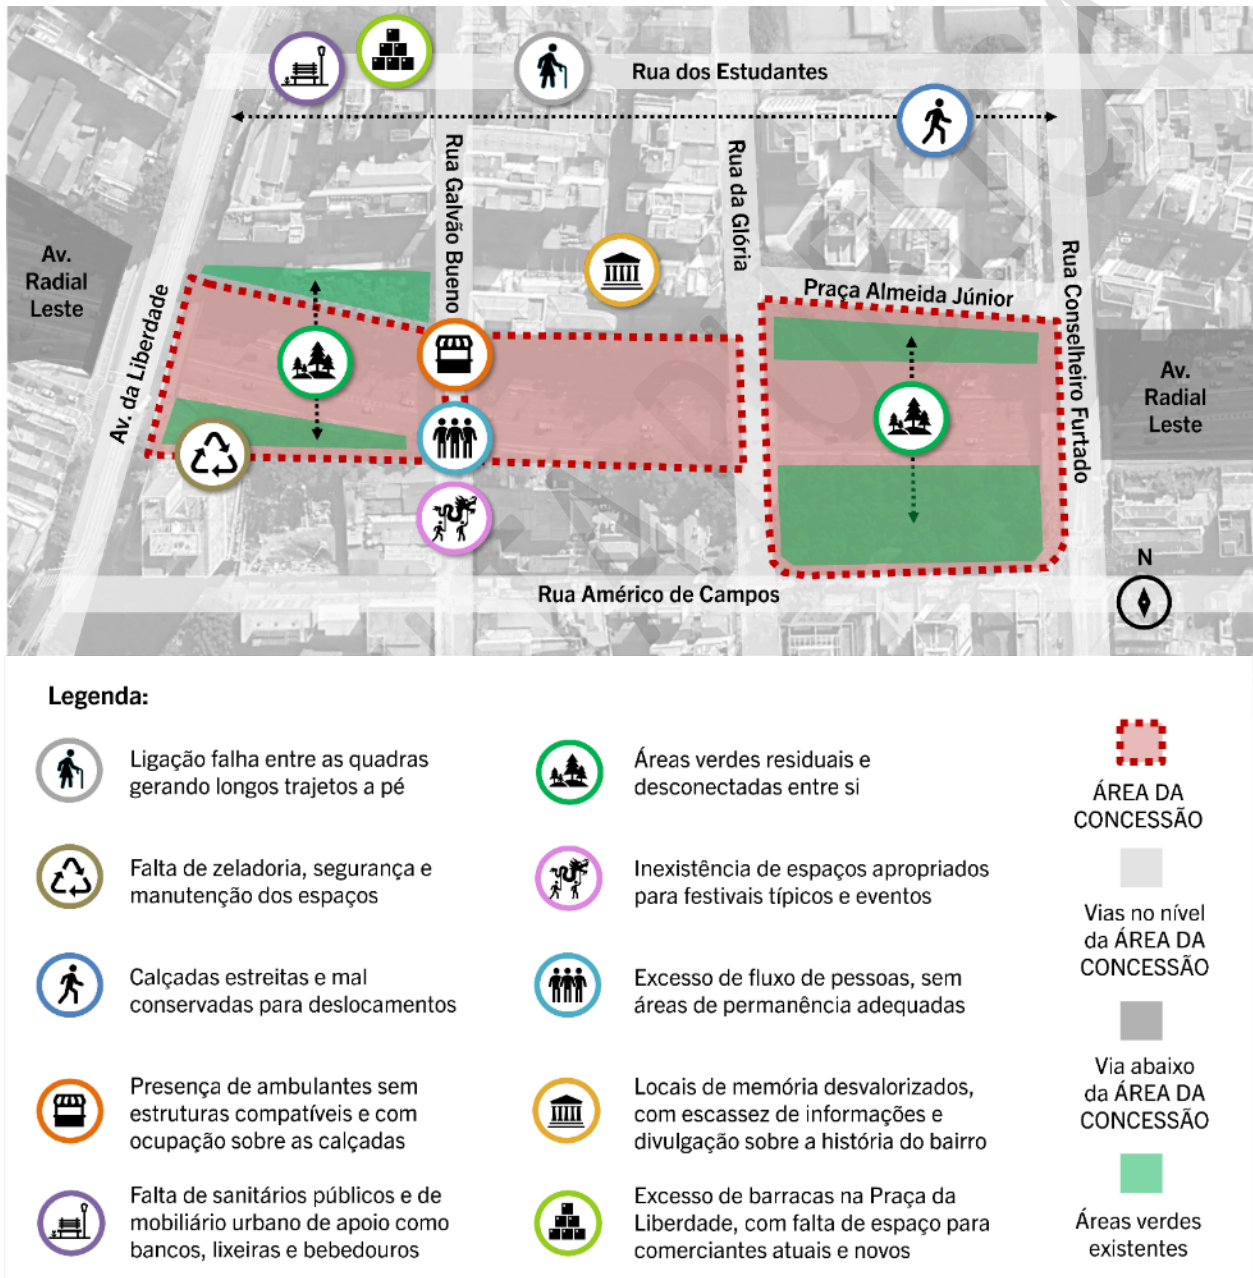 Rua dos Estudantes
Rua Galvão Bueno
Rua da Glória
Av.
Radial
Leste
Av. da Liberdade
Praça Almeida Júnior
Rua Conselheiro Furtado
Av.
Radial
Leste
Rua Américo de Campos
N
Legenda:
Ligação falha entre as quadras
gerando longos trajetos a pé
Falta de zeladoria, segurança e
manutenção dos espaços
Calçadas estreitas e mal
conservadas para deslocamentos
Presença de ambulantes sem
estruturas compatíveis e com
ocupação sobre as calçadas
Falta de sanitários públicos e de
mobiliário urbano de apoio como
bancos, lixeiras e bebedouros
Áreas verdes residuais e
desconectadas entre si
Inexistência de espaços apropriados
para festivais típicos e eventos
Excesso de fluxo de pessoas, sem
áreas de permanência adequadas
Locais de memória desvalorizados,
com escassez de informações e
divulgação sobre a história do bairro
Excesso de barracas na Praça da
Liberdade, com falta de espaço para
comerciantes atuais e novos
ÁREA DA
CONCESSÃO
Vias no nível
da ÁREA DA
CONCESSÃO
Via abaixo
da ÁREA DA
CONCESSÃO
Áreas verdes
existentes